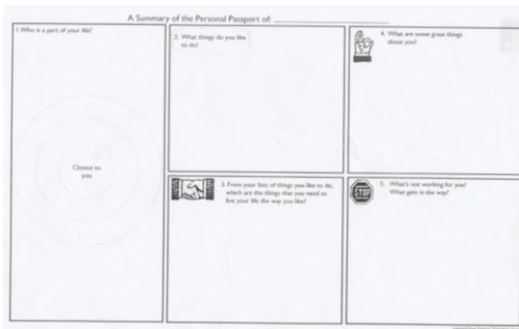 A Summary of the Personal Passport of:
1. Who is a part of your life?
Closest to
you
2. What things do you like
to do?
3. From your lists of things you like to do,
which are the things that you need to
live your life the way you like?
4. What are some great things
about you?
STOP
5. What's not working for you?
What gets in the way?